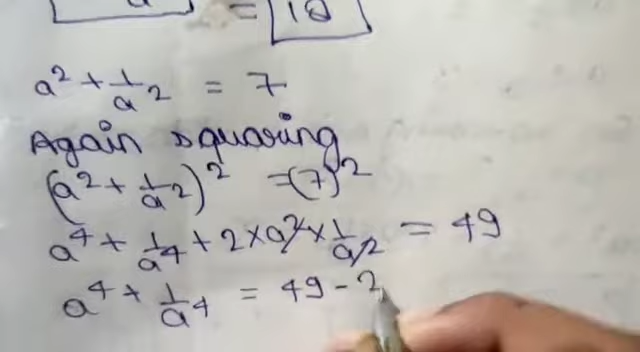 = 18
a² + 1/a² = 7
Again squaring
(a² + 1/a²)² = (7)²
a⁴ + 1/a⁴ + 2 × a² × 1/a² = 49
a⁴ + 1/a⁴ = 49 - 2